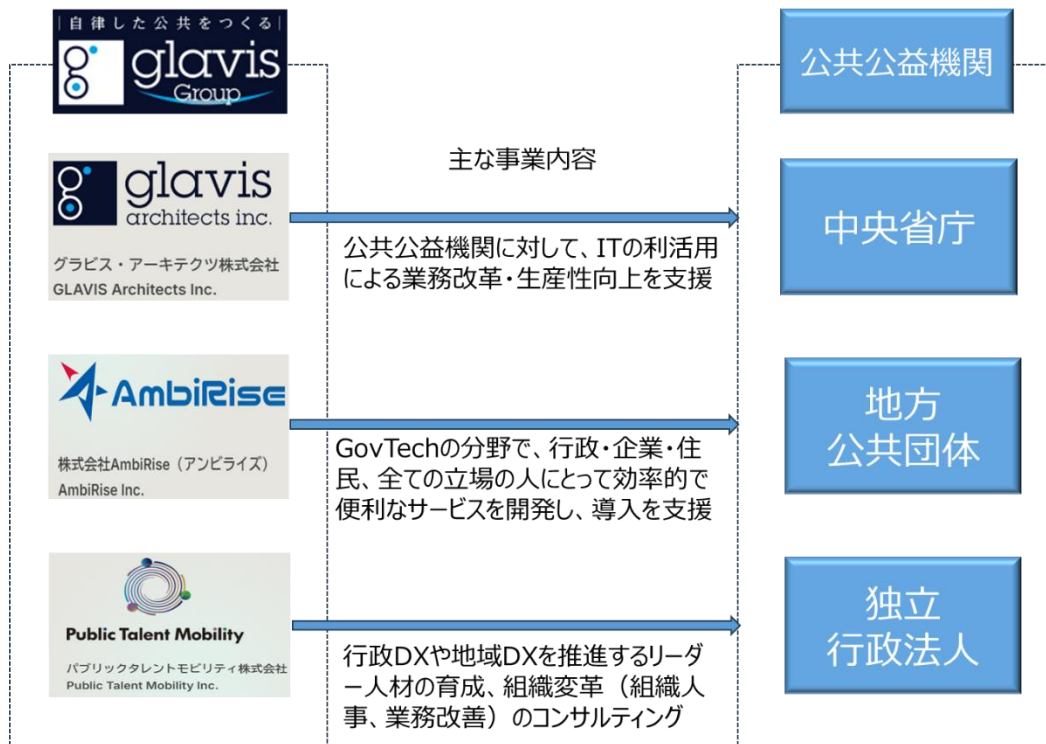 |自律した公共をつくる|
glavis
Group
公共公益機関
主な事業内容
glavis
architects inc.
グラビス・アーキテクツ株式会社
GLAVIS Architects Inc.
公共公益機関に対して、ITの利活用
による業務改革・生産性向上を支援
中央省庁
AmbiRise
株式会社AmbiRise（アンビライズ）
AmbiRise Inc.
GovTechの分野で、行政・企業・住
民、全ての立場の人にとって効率的で
便利なサービスを開発し、導入を支援
地方
公共団体
Public Talent Mobility
パブリックタレントモビリティ株式会社
Public Talent Mobility Inc.
行政DXや地域DXを推進するリーダ
ー人材の育成、組織変革（組織人
事、業務改善）のコンサルティング
独立
行政法人